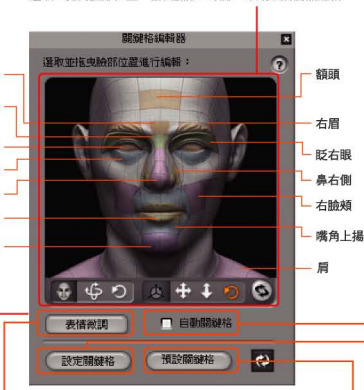 關鍵格編輯器
選取並拖曳臉部位置進行編輯：
?
額頭
右眉
眨右眼
鼻右側
右臉頰
嘴角上揚
肩
表情微調
自動關鍵格
設定關鍵格
預設關鍵格